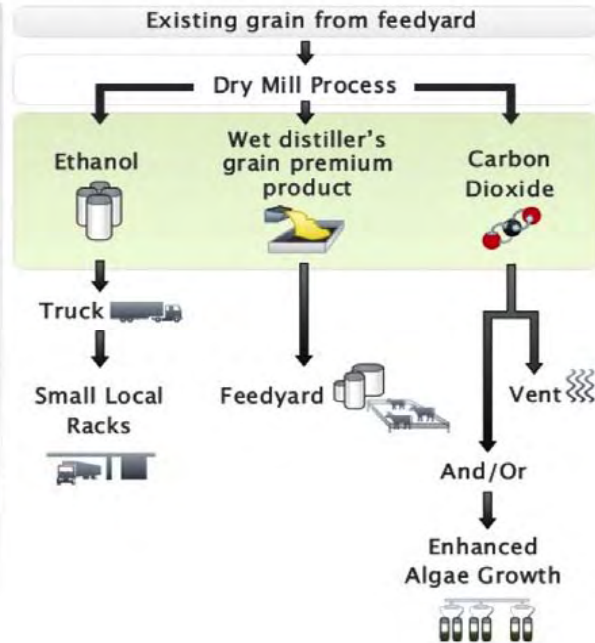 Existing grain from feedyard
Dry Mill Process
Ethanol
Wet distiller's
grain premium
product
Carbon
Dioxide
Truck
Small Local
Racks
Feedyard
Vent
And/Or
Enhanced
Algae Growth